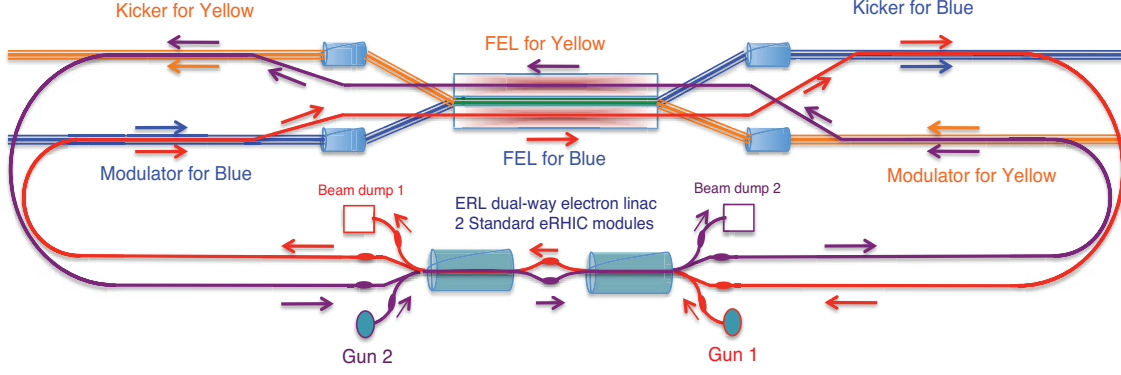 Kicker for Yellow
Kicker for Blue
FEL for Yellow
Modulator for Blue
FEL for Blue
Modulator for Yellow
Beam dump 1
ERL dual-way electron linac
2 Standard eRHIC modules
Beam dump 2
Gun 2
Gun 1